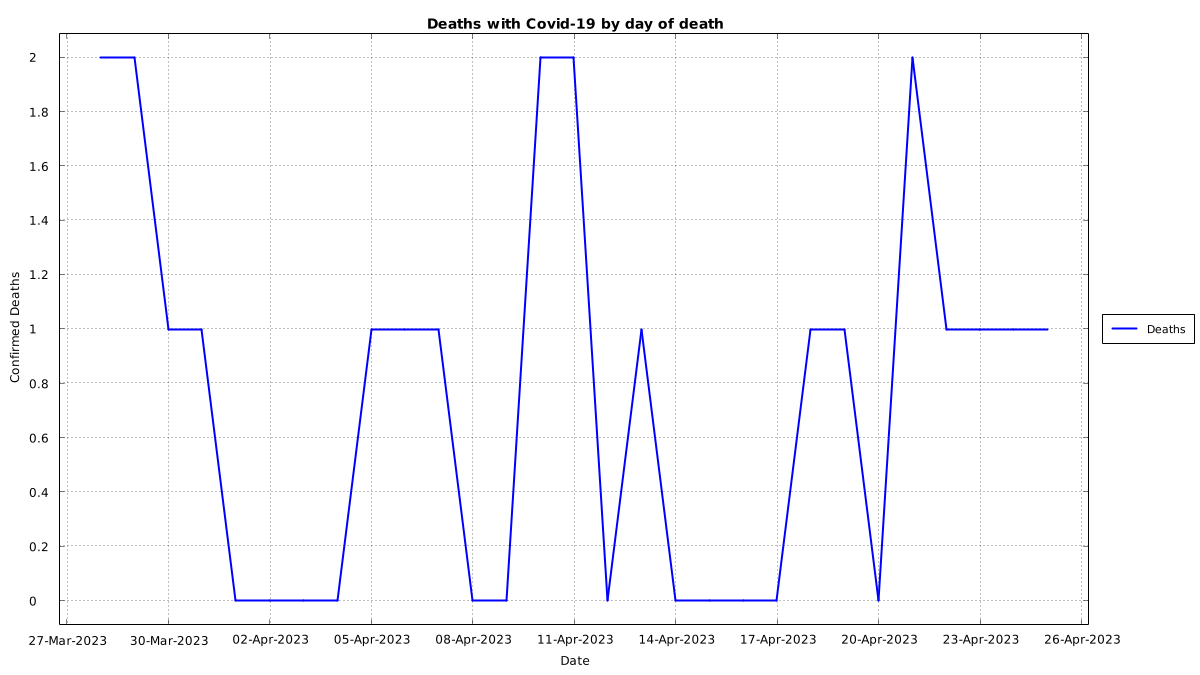 Deaths with Covid-19 by day of death
Confirmed Deaths
2
1.8
1.6
1.4
1.2
1
0.8
0.6
0.4
0.2
0
27-Mar-2023 30-Mar-2023 02-Apr-2023 05-Apr-2023 08-Apr-2023 11-Apr-2023 14-Apr-2023 17-Apr-2023 20-Apr-2023 23-Apr-2023 26-Apr-2023
Date
Deaths